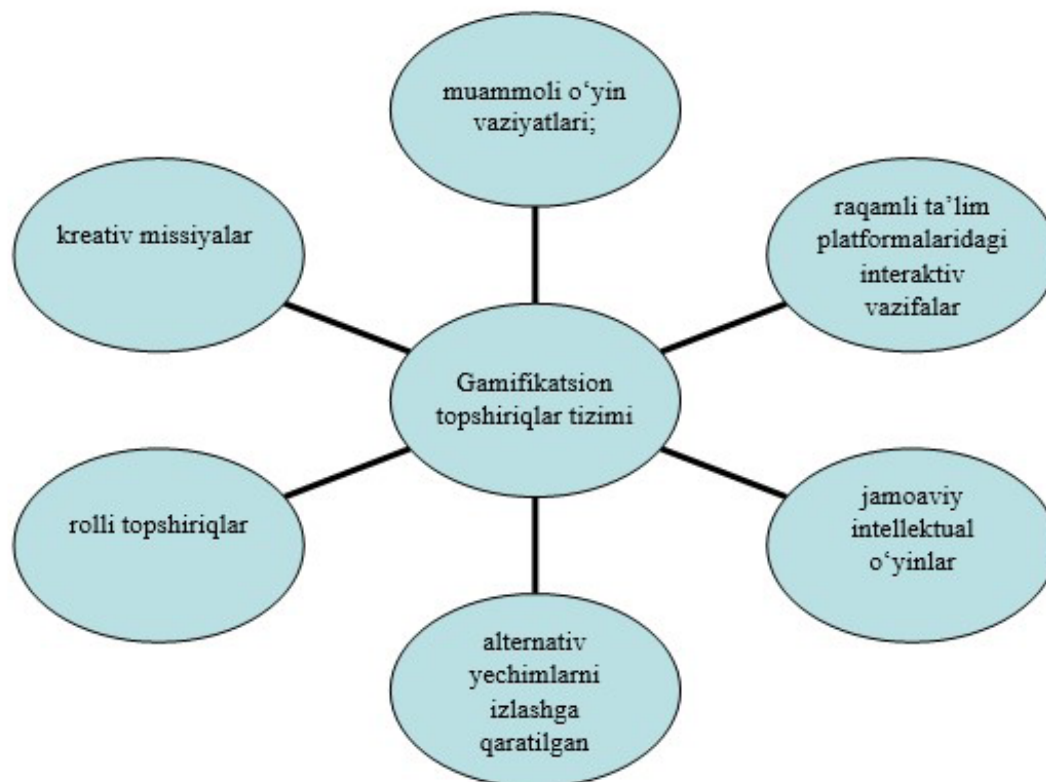 muammoli o‘yin
vaziyatlari;
kreativ missiyalar
raqamli ta’lim
platformalaridagi
interaktiv
vazifalar
Gamifikatsion
topshiriqlar tizimi
rolli topshiriqlar
jamoaviy
intellektual
o‘yinlar
alternativ
yechimlarni
izlashga
qaratilgan